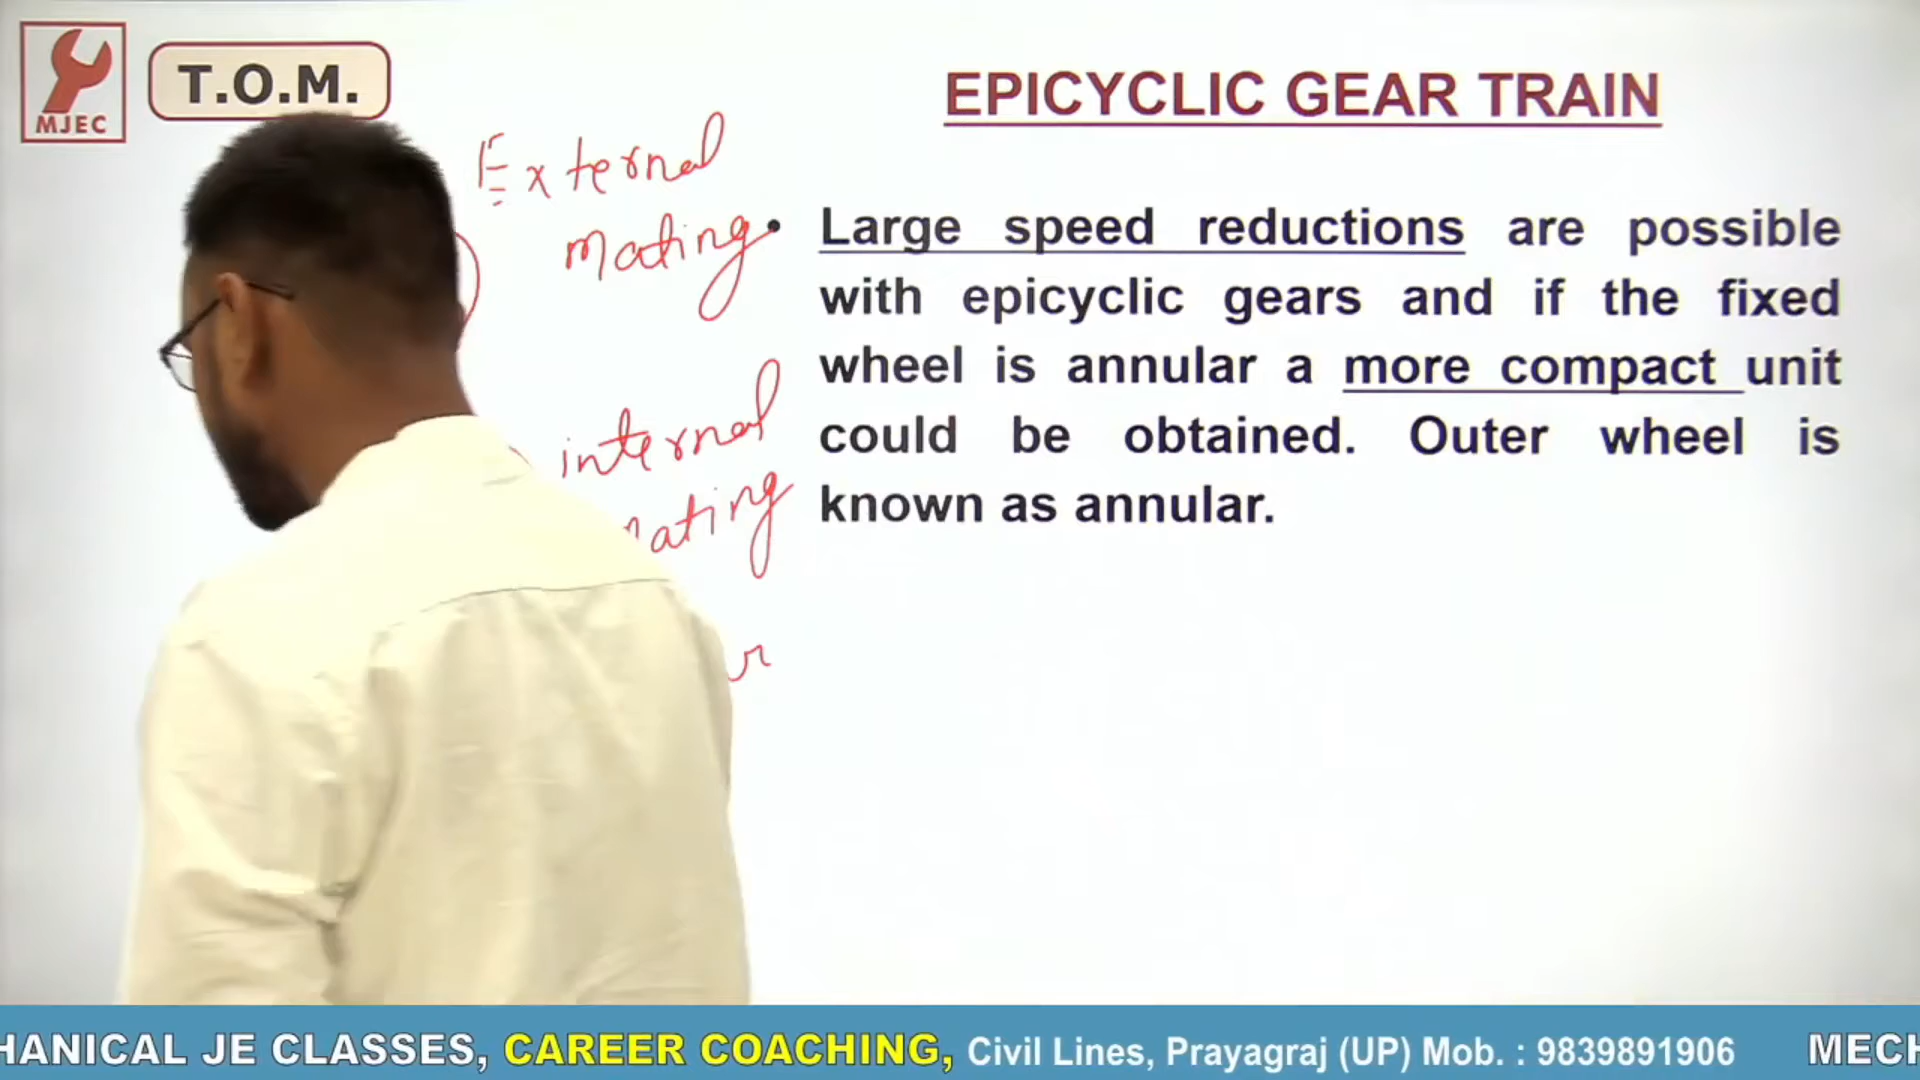 MJEC
T.O.M.
EPICYCLIC GEAR TRAIN
External
mating
internal
mating
• Large speed reductions are possible
with epicyclic gears and if the fixed
wheel is annular a more compact unit
could be obtained. Outer wheel is
known as annular.
HANICAL JE CLASSES, CAREER COACHING, Civil Lines, Prayagraj (UP) Mob. : 9839891906 MECH